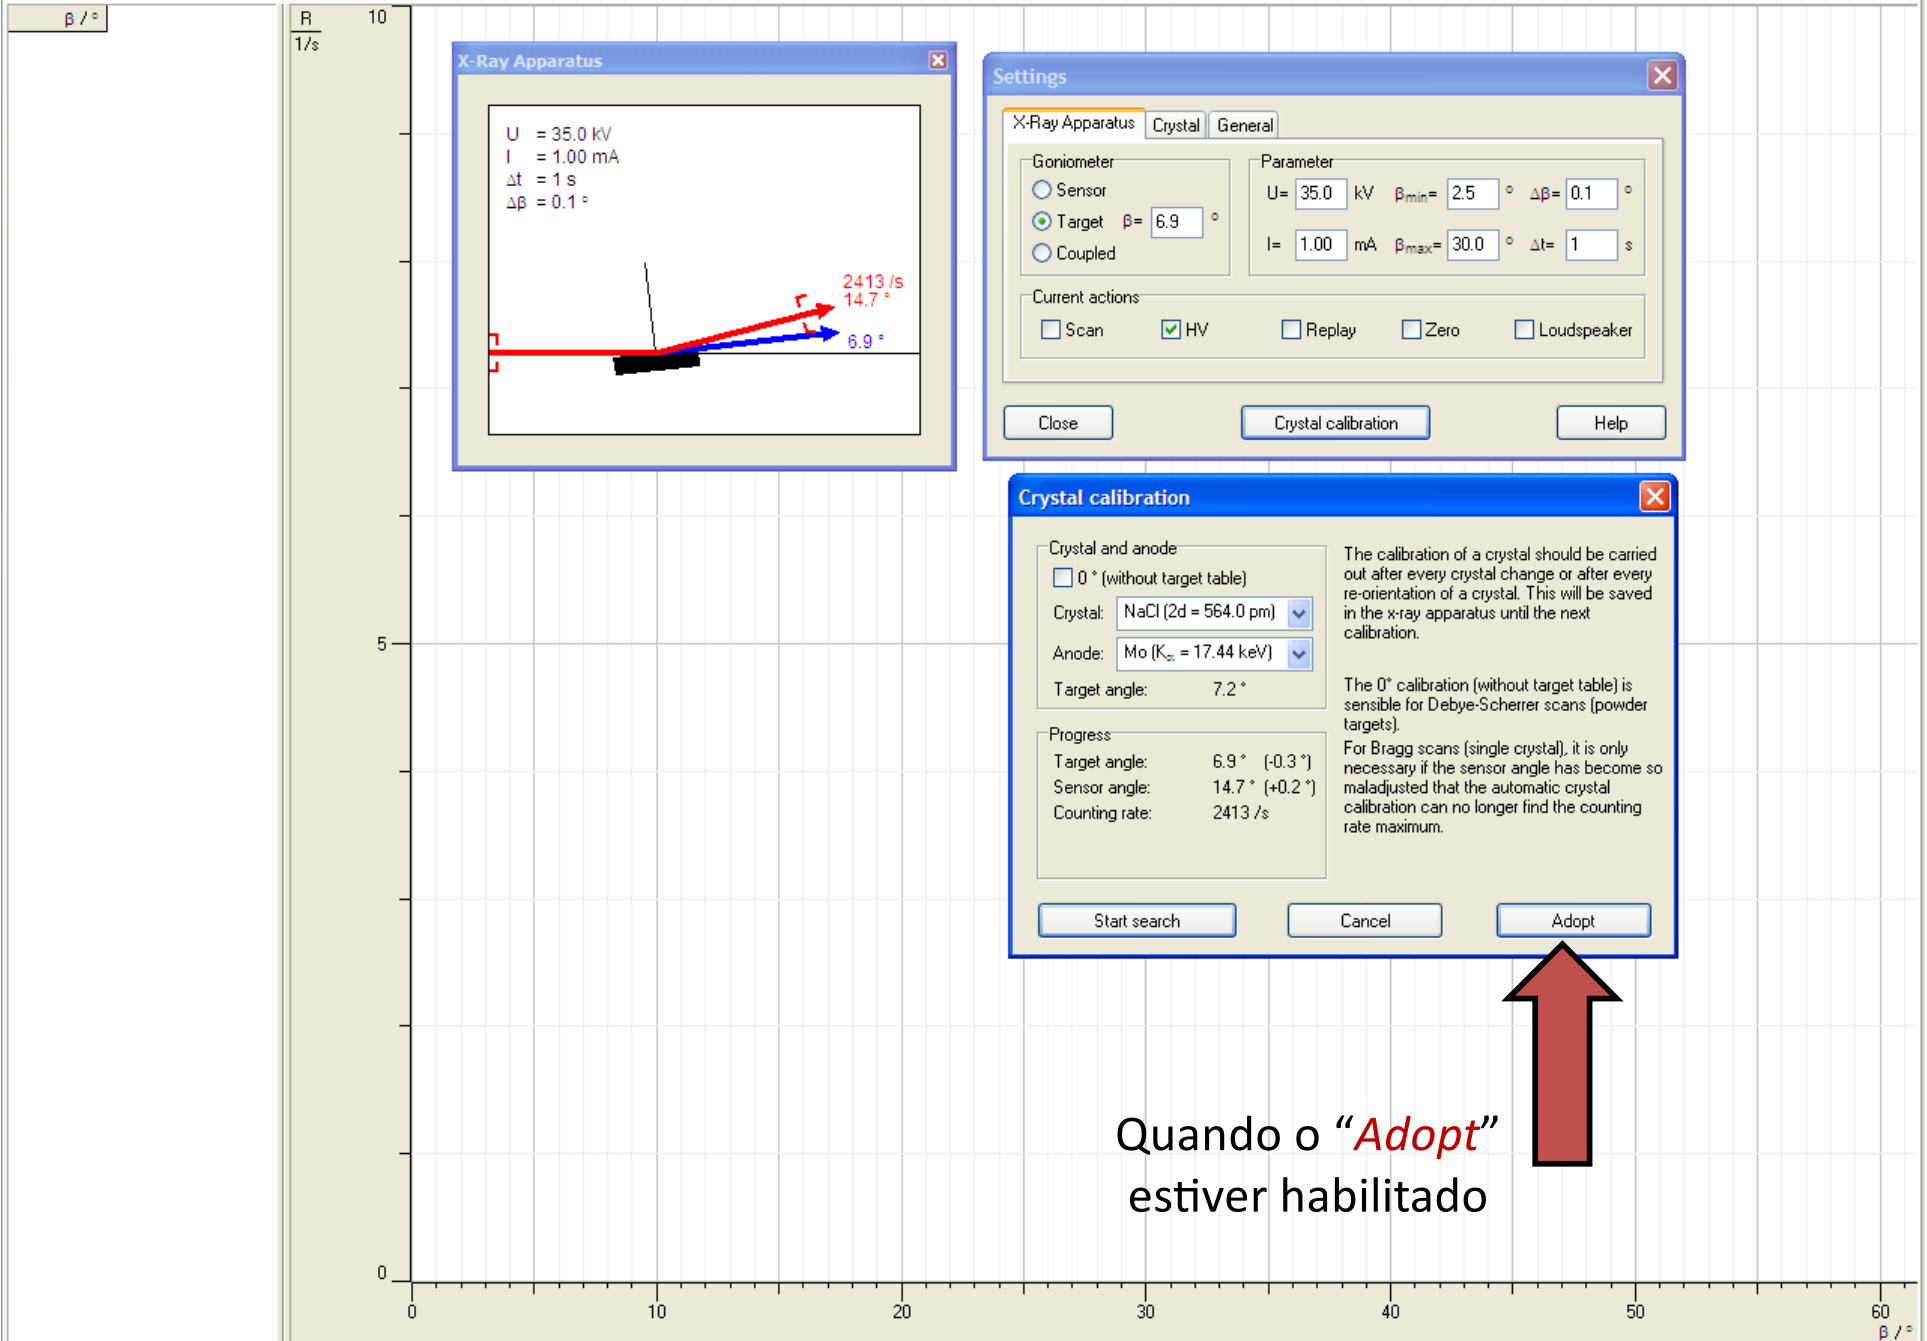 β / °
R
1/s
10
X-Ray Apparatus
U = 35.0 kV
I = 1.00 mA
Δt = 1 s
Δβ = 0.1 °
2413 /s
14.7 °
6.9 °
Settings
X-Ray Apparatus Crystal General
Goniometer
Sensor
Target β= 6.9 °
Coupled
Parameter
U= 35.0 kV βmin= 2.5 ° Δβ= 0.1 °
I= 1.00 mA βmax= 30.0 ° Δt= 1 s
Current actions
Scan HV Replay Zero Loudspeaker
Close Crystal calibration Help
Crystal calibration
Crystal and anode
0 ° (without target table)
Crystal: NaCl (2d = 564.0 pm)
Anode: Mo (Kα = 17.44 keV)
Target angle: 7.2 °
Progress
Target angle: 6.9 ° (-0.3 °)
Sensor angle: 14.7 ° (+0.2 °)
Counting rate: 2413 /s
The calibration of a crystal should be carried
out after every crystal change or after every
re-orientation of a crystal. This will be saved
in the x-ray apparatus until the next
calibration.
The 0° calibration (without target table) is
sensible for Debye-Scherrer scans (powder
targets).
For Bragg scans (single crystal), it is only
necessary if the sensor angle has become so
maladjusted that the automatic crystal
calibration can no longer find the counting
rate maximum.
Start search Cancel Adopt
5
Quando o “Adopt”
estiver habilitado
0
0 10 20 30 40 50 60
β / °